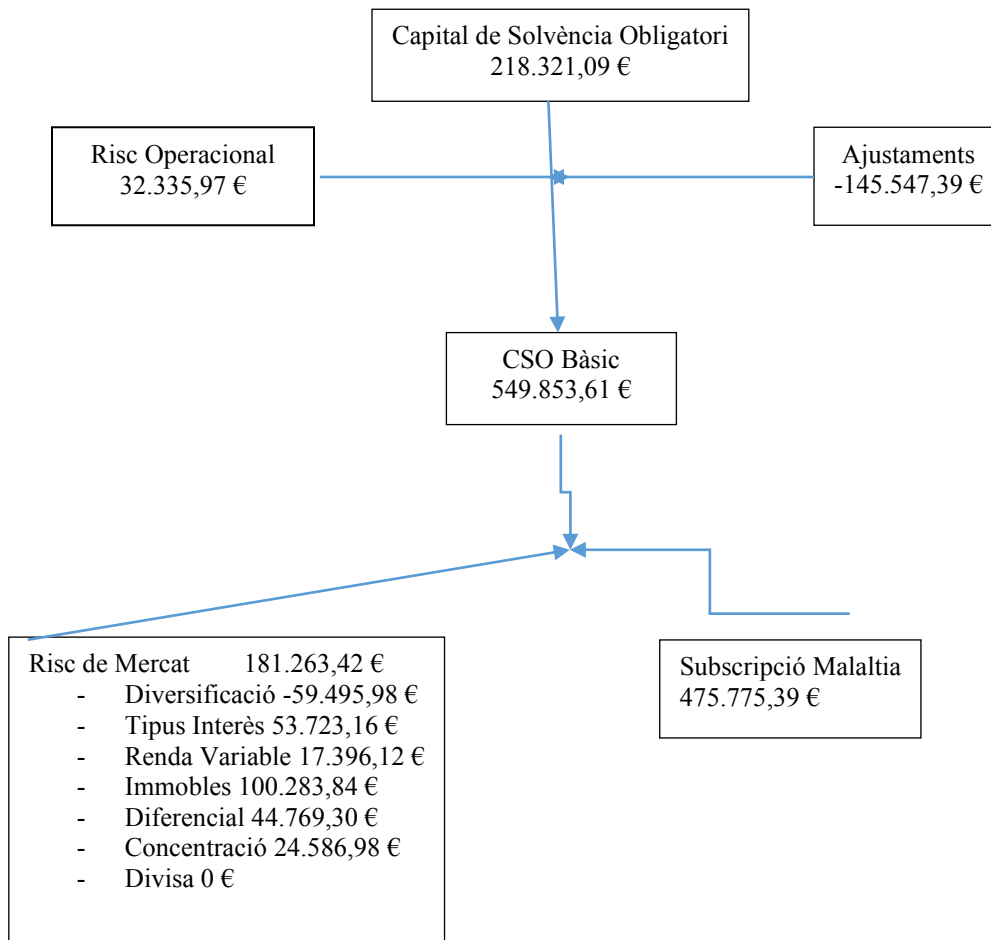 Capital de Solvència Obligatori
218.321,09 €
Risc Operacional
32.335,97 €
Ajustaments
-145.547,39 €
CSO Bàsic
549.853,61 €
Risc de Mercat 181.263,42 €
- Diversificació -59.495,98 €
- Tipus Interès 53.723,16 €
- Renda Variable 17.396,12 €
- Immobles 100.283,84 €
- Diferencial 44.769,30 €
- Concentració 24.586,98 €
- Divisa 0 €
Subscripció Malaltia
475.775,39 €